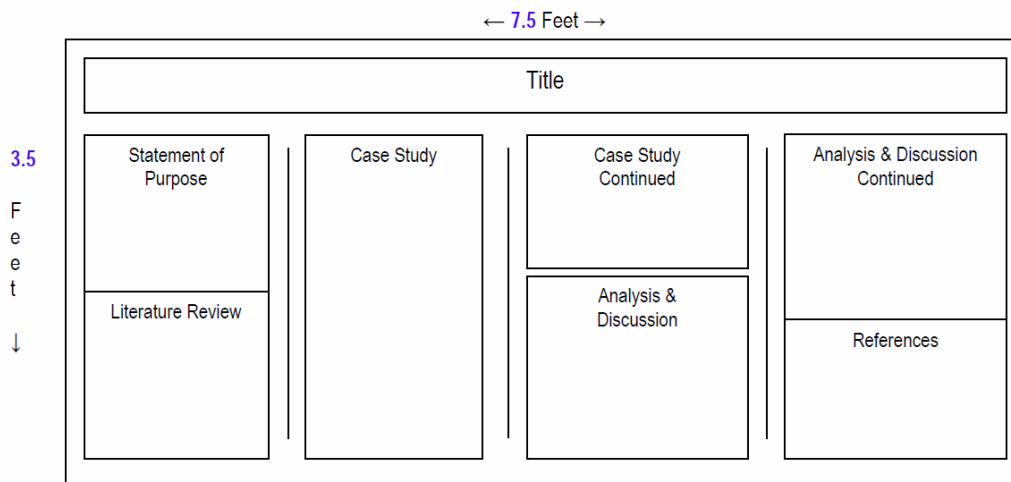 ← 7.5 Feet →
Title
3.5
F
e
e
t
↓
Statement of
Purpose
Literature Review
Case Study
Case Study
Continued
Analysis &
Discussion
Analysis & Discussion
Continued
References